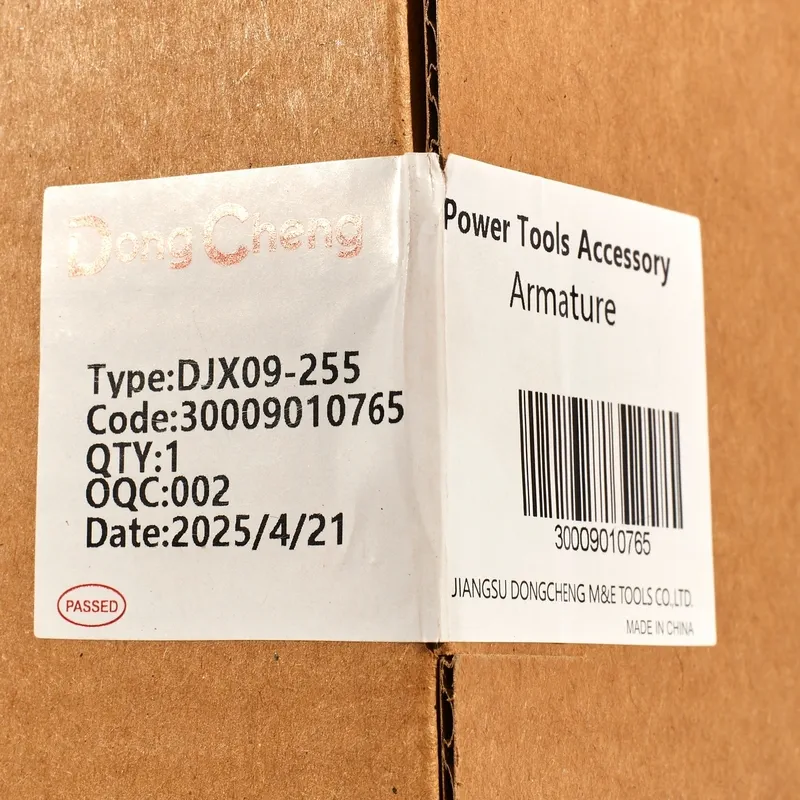 DongCheng
Type:DJX09-255
Code:30009010765
QTY:1
OQC:002
Date:2025/4/21
PASSED
Power Tools Accessory
Armature
30009010765
JIANGSU DONGCHENG M&E TOOLS CO.,LTD.
MADE IN CHINA